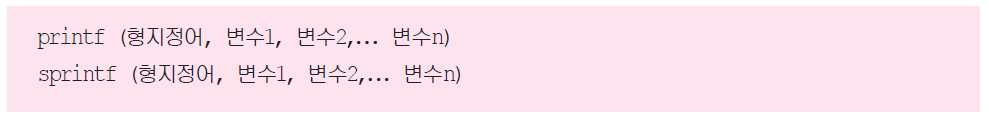 printf (형지정어, 변수1, 변수2,... 변수n)
sprintf (형지정어, 변수1, 변수2,... 변수n)